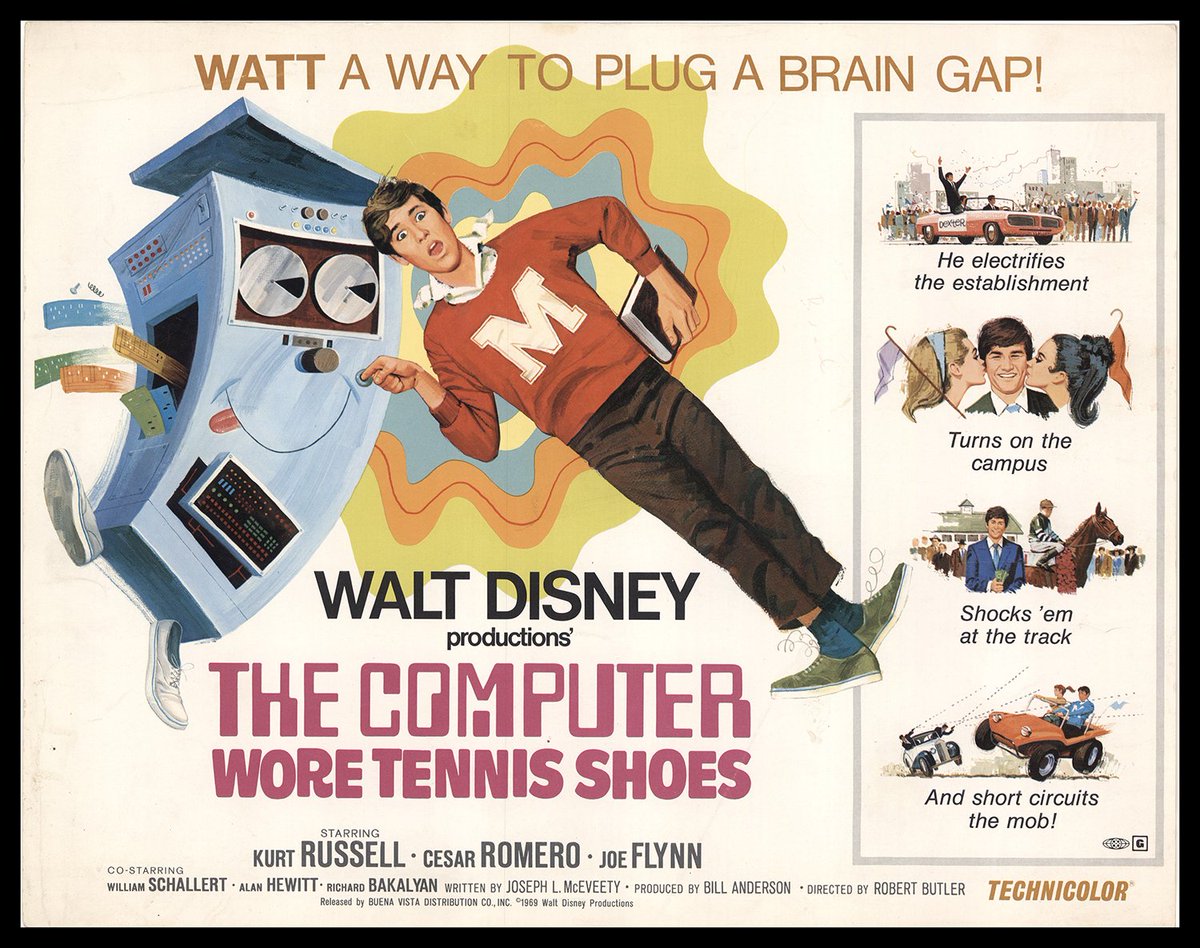 WATT A WAY TO PLUG A BRAIN GAP!
M
DEXTER
He electrifies
the establishment
Turns on the
campus
Shocks 'em
at the track
M
And short circuits
the mob!
G
WALT DISNEY
productions'
THE COMPUTER
WORE TENNIS SHOES
STARRING
KURT RUSSELL · CESAR ROMERO · JOE FLYNN
CO-STARRING
WILLIAM SCHALLERT · ALAN HEWITT · RICHARD BAKALYAN WRITTEN BY JOSEPH L. McEVEETY · PRODUCED BY BILL ANDERSON · DIRECTED BY ROBERT BUTLER
TECHNICOLOR®
Released by BUENA VISTA DISTRIBUTION CO., INC. ©1969 Walt Disney Productions